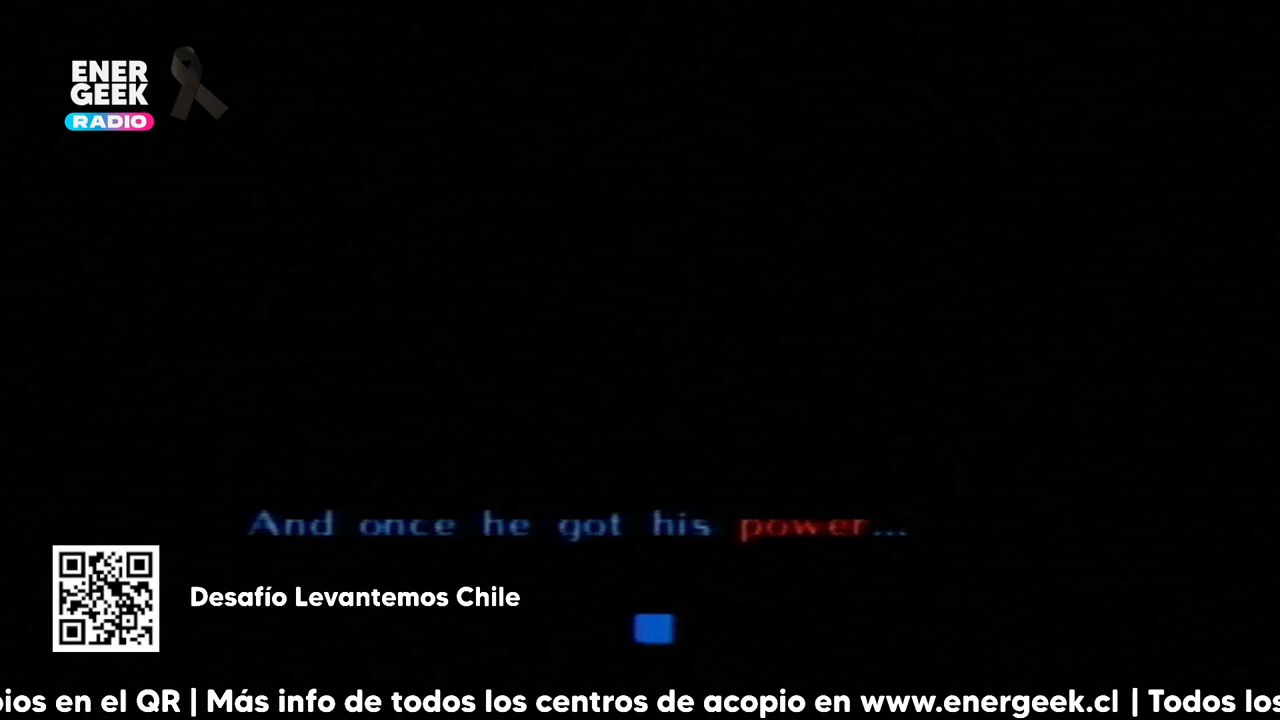 ENER
GEEK
RADIO
And once he got his power...
Desafío Levantemos Chile
ios en el QR | Más info de todos los centros de acopio en www.energeek.cl | Todos los